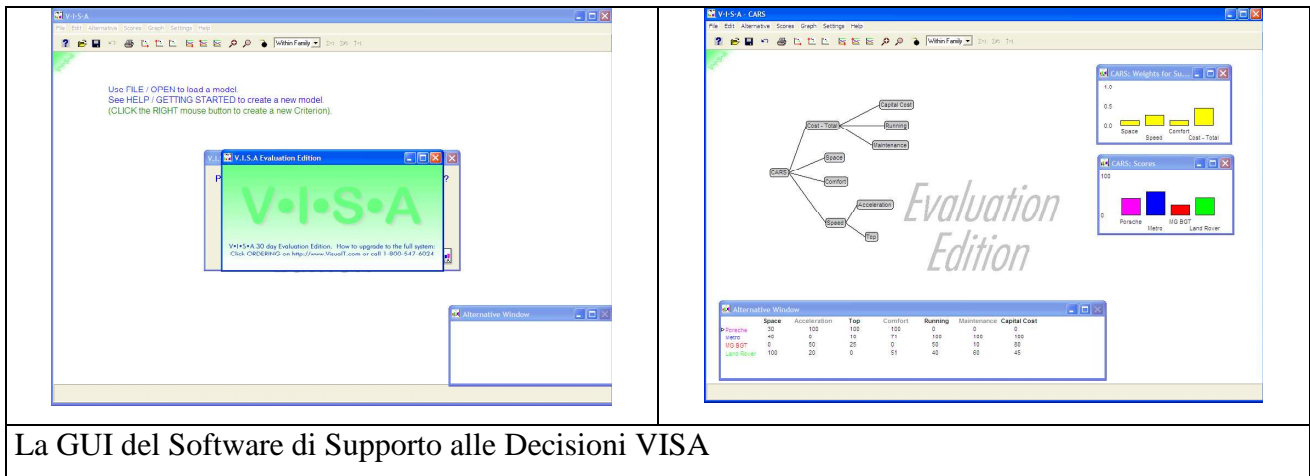 V·I·S·A
File Edit Alternative Scores Graph Settings Help
Within Family
Use FILE / OPEN to load a model.
See HELP / GETTING STARTED to create a new model.
(CLICK the RIGHT mouse button to create a new Criterion).
V.I.S.A Evaluation Edition
V•I•S•A
V•I•S•A 30 day Evaluation Edition. How to upgrade to the full system:
Click ORDERING on http://www.VisualT.com or call 1-800-547-6024
Alternative Window
V·I·S·A - CARS
File Edit Alternative Scores Graph Settings Help
Within Family
CARS: Weights for Su...
1.0
0.5
0.0
Space Comfort
Speed Cost - Total
CARS: Scores
100
0
Porsche MG BGT
Metro Land Rover
Capital Cost
Cost - Total
Running
Maintenance
Space
CARS
Comfort
Acceleration
Speed
Top
Evaluation
Edition
Alternative Window
Space Acceleration Top Comfort Running Maintenance Capital Cost
Porsche 30 100 100 100 0 0 0
Metro 40 0 10 71 100 100 100
MG BGT 0 50 25 0 50 10 80
Land Rover 100 20 0 51 40 60 45
La GUI del Software di Supporto alle Decisioni VISA